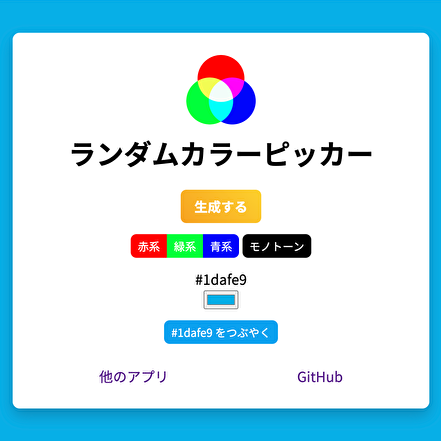 ランダムカラーピッカー
生成する
赤系 緑系 青系 モノトーン
#1dafe9
#1dafe9 をつぶやく
他のアプリ GitHub